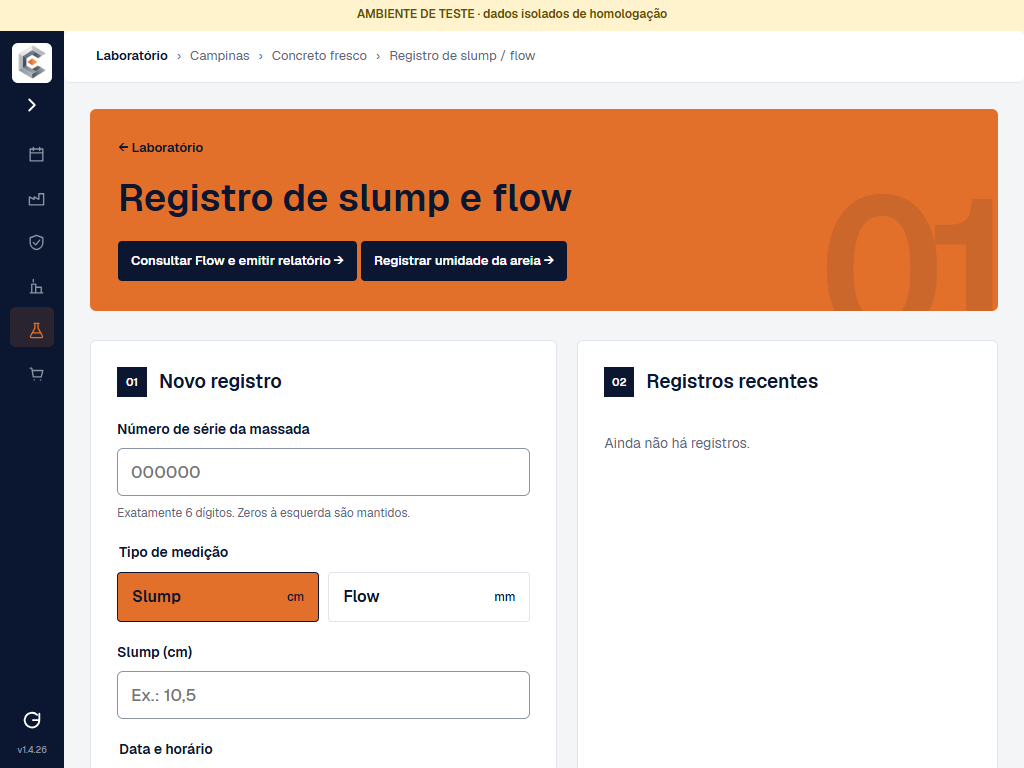 AMBIENTE DE TESTE · dados isolados de homologação
Laboratório › Campinas › Concreto fresco › Registro de slump / flow
← Laboratório
Registro de slump e flow
Consultar Flow e emitir relatório →
Registrar umidade da areia →
01
01 Novo registro
Número de série da massada
000000
Exatamente 6 dígitos. Zeros à esquerda são mantidos.
Tipo de medição
Slump cm
Flow mm
Slump (cm)
Ex.: 10,5
Data e horário
02 Registros recentes
Ainda não há registros.
v1.4.26